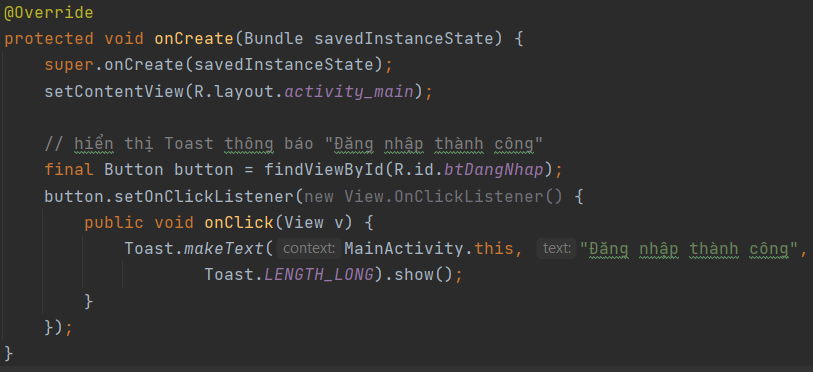 @Override
protected void onCreate(Bundle savedInstanceState) {
super.onCreate(savedInstanceState);
setContentView(R.layout.activity_main);
// hiển thị Toast thông báo "Đăng nhập thành công"
final Button button = findViewById(R.id.btDangNhap);
button.setOnClickListener(new View.OnClickListener() {
public void onClick(View v) {
Toast.makeText( context: MainActivity.this, text: "Đăng nhập thành công",
Toast.LENGTH_LONG).show();
}
});
}